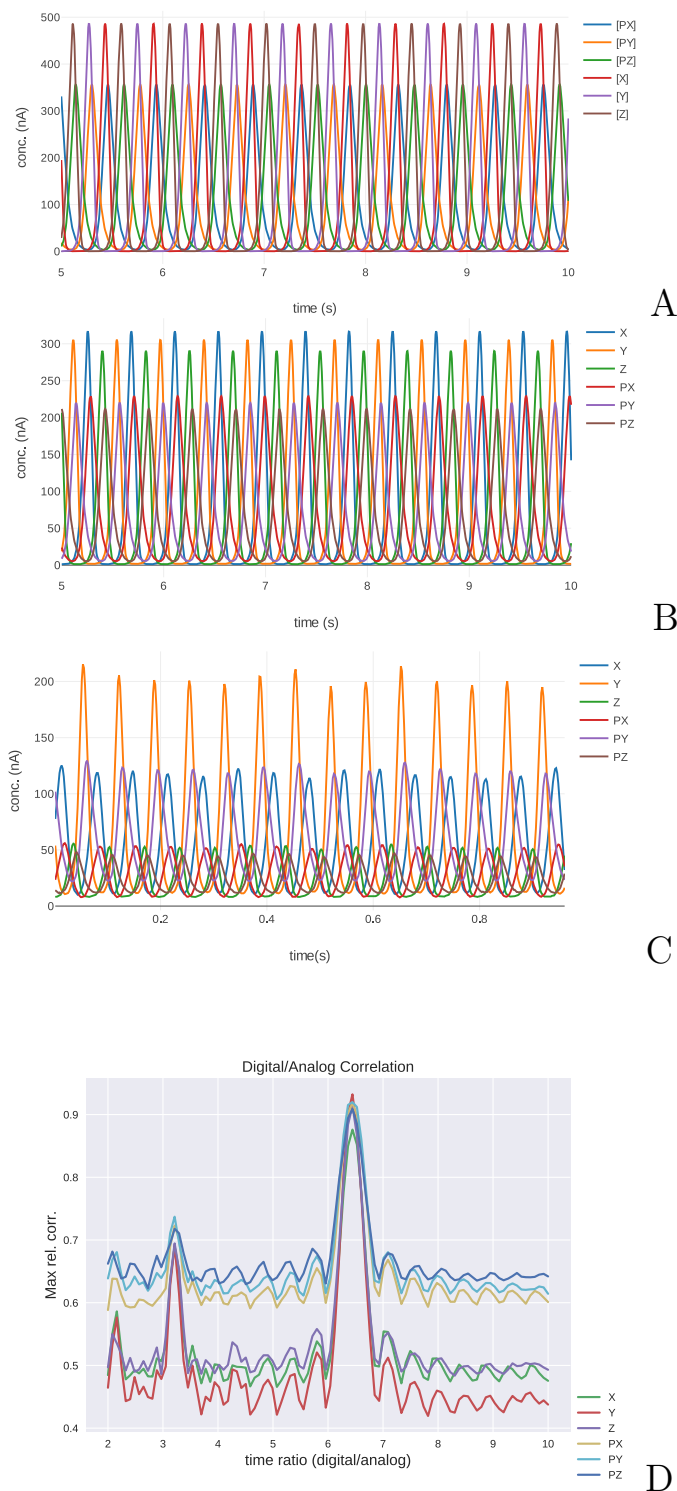 500
400
300
200
100
0
conc. (nA)
5 6 7 8 9 10
time (s)
[PX]
[PY]
[PZ]
[X]
[Y]
[Z]
A
300
250
200
150
100
50
0
conc. (nA)
5 6 7 8 9 10
time (s)
X
Y
Z
PX
PY
PZ
B
200
150
100
50
0
conc. (nA)
0.2 0.4 0.6 0.8
time(s)
X
Y
Z
PX
PY
PZ
C
Digital/Analog Correlation
0.9
0.8
0.7
0.6
0.5
0.4
Max rel. corr.
2 3 4 5 6 7 8 9 10
time ratio (digital/analog)
X
Y
Z
PX
PY
PZ
D